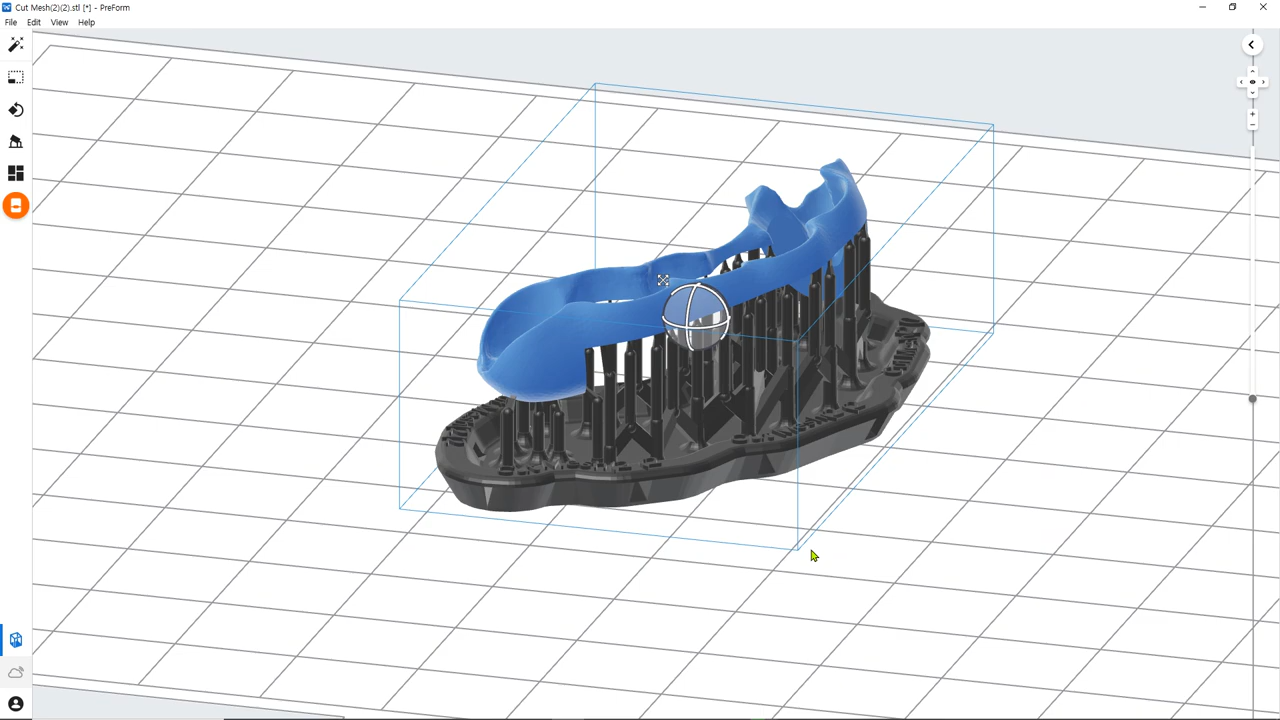 Cut Mesh(2)(2).stl [*] - PreForm
File Edit View Help